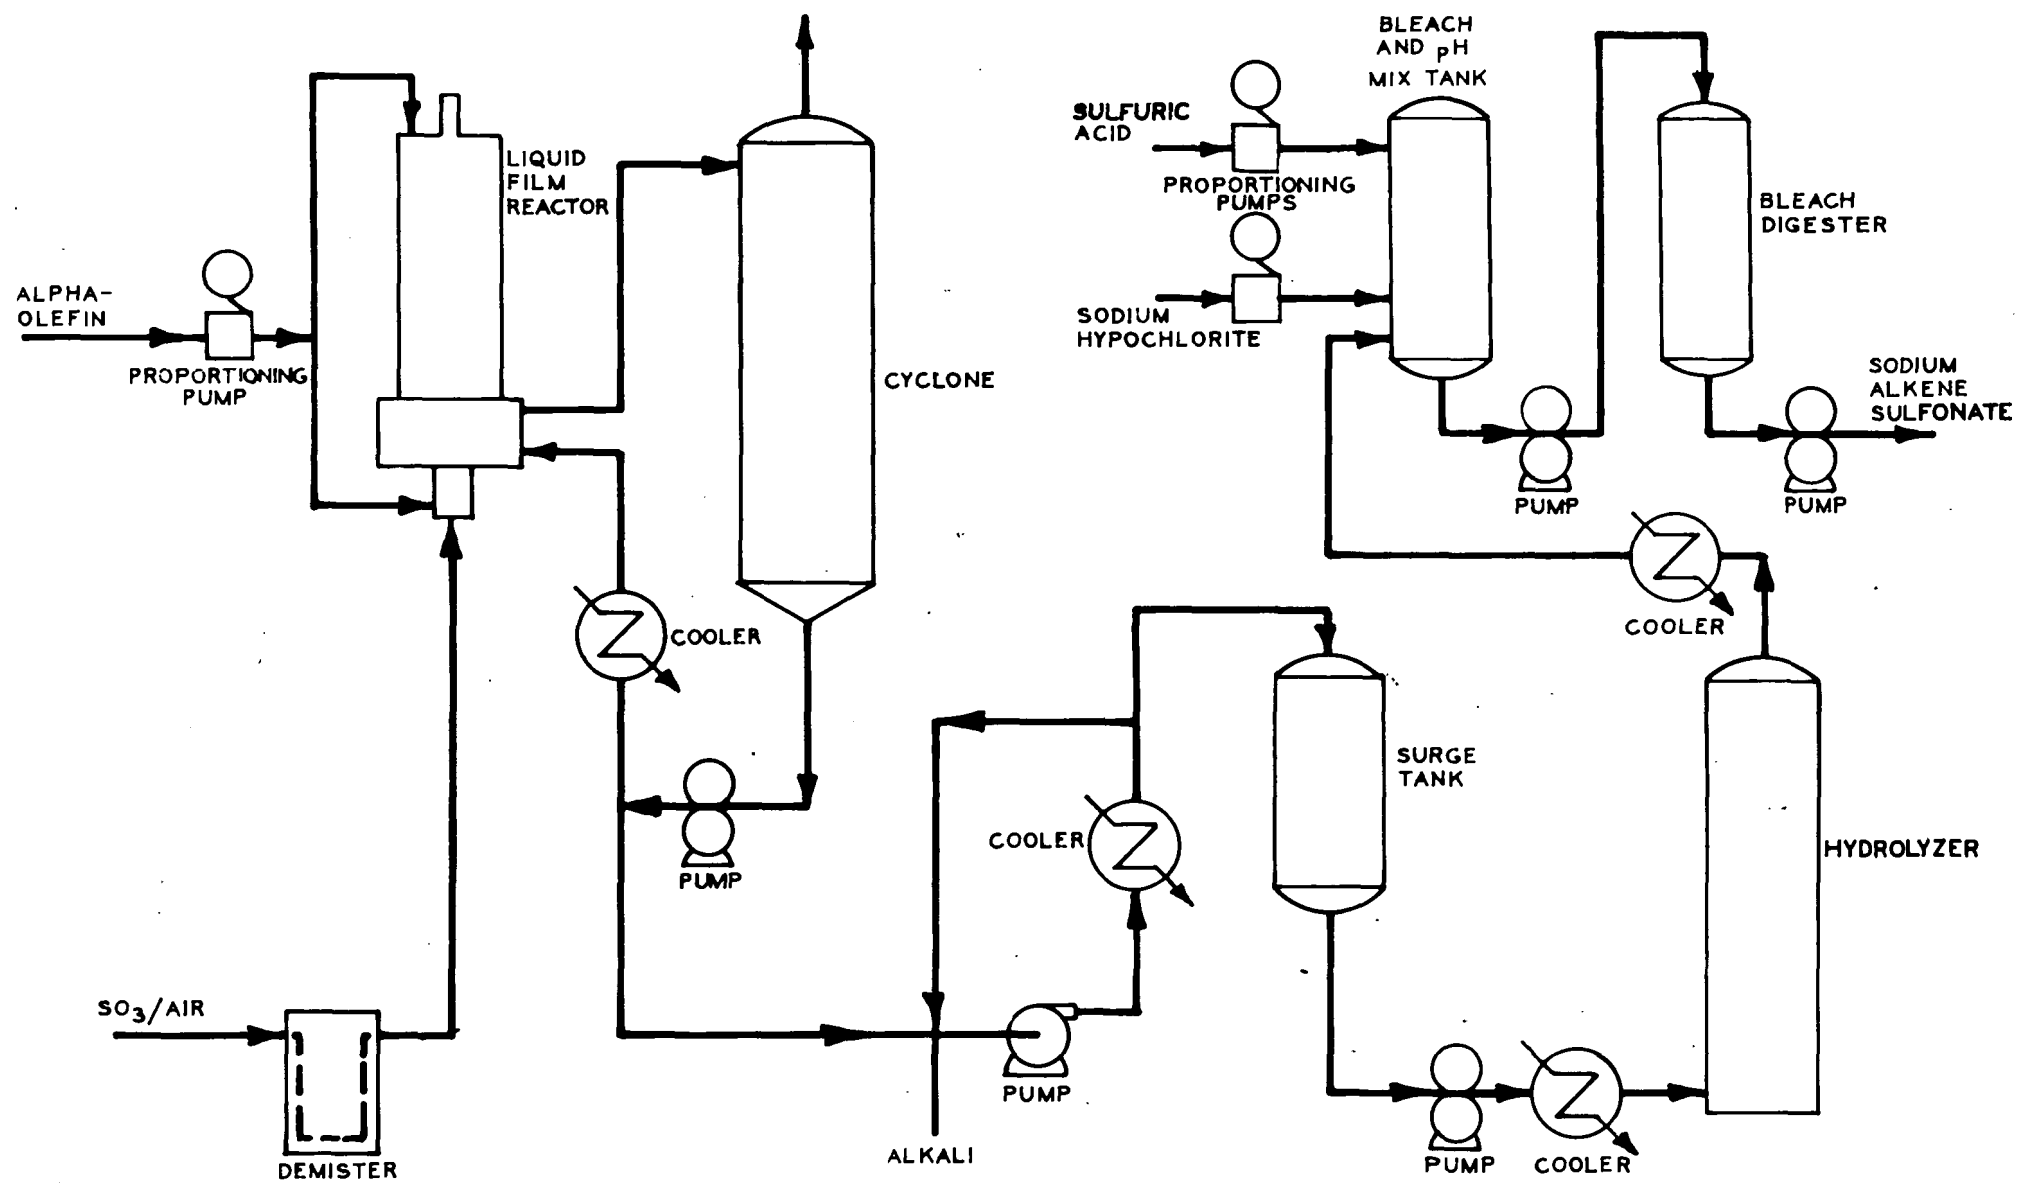 BLEACH
AND pH
MIX TANK
SULFURIC
ACID
PROPORTIONING
PUMPS
SODIUM
HYPOCHLORITE
LIQUID
FILM
REACTOR
BLEACH
DIGESTER
ALPHA-
OLEFIN
PROPORTIONING
PUMP
CYCLONE
SODIUM
ALKENE
SULFONATE
PUMP
PUMP
COOLER
COOLER
SURGE
TANK
COOLER
HYDROLYZER
PUMP
SO3/AIR
DEMISTER
PUMP
ALKALI
PUMP
COOLER